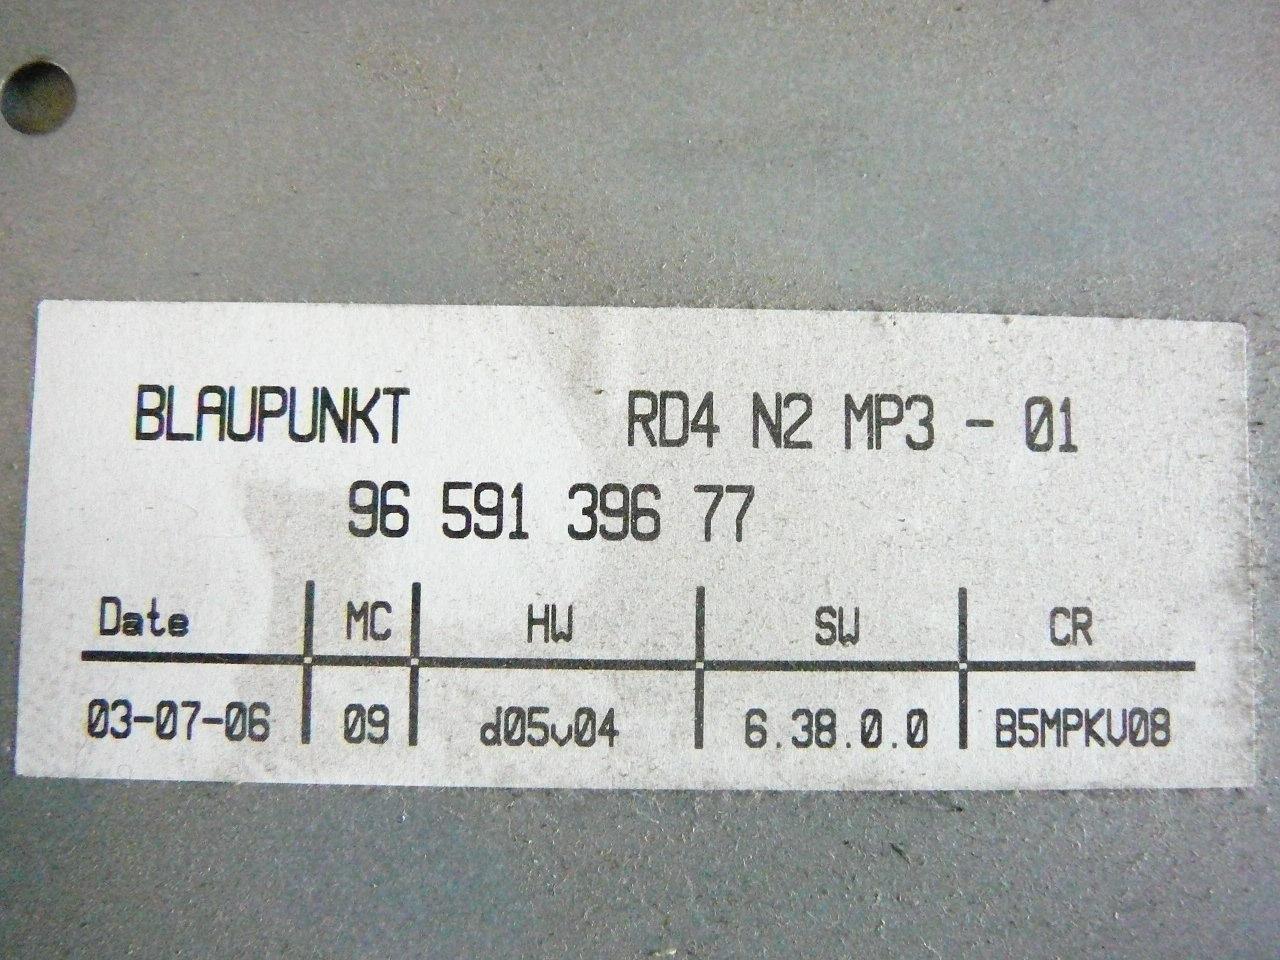 BLAUPUNKT RD4 N2 MP3 - 01
96 591 396 77
Date MC HW SW CR
03-07-06 09 d05v04 6.38.0.0 B5MPKV08